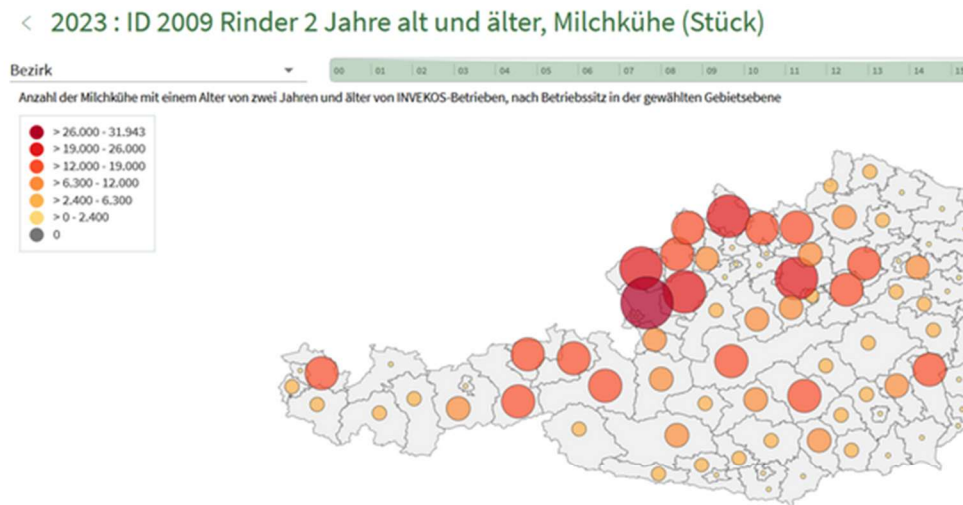 < 2023 : ID 2009 Rinder 2 Jahre alt und älter, Milchkühe (Stück)
Bezirk
00 01 02 03 04 05 06 07 08 09 10 11 12 13 14 15
Anzahl der Milchkühe mit einem Alter von zwei Jahren und älter von INVEKOS-Betrieben, nach Betriebssitz in der gewählten Gebietsebene
> 26.000 - 31.943
> 19.000 - 26.000
> 12.000 - 19.000
> 6.300 - 12.000
> 2.400 - 6.300
> 0 - 2.400
0